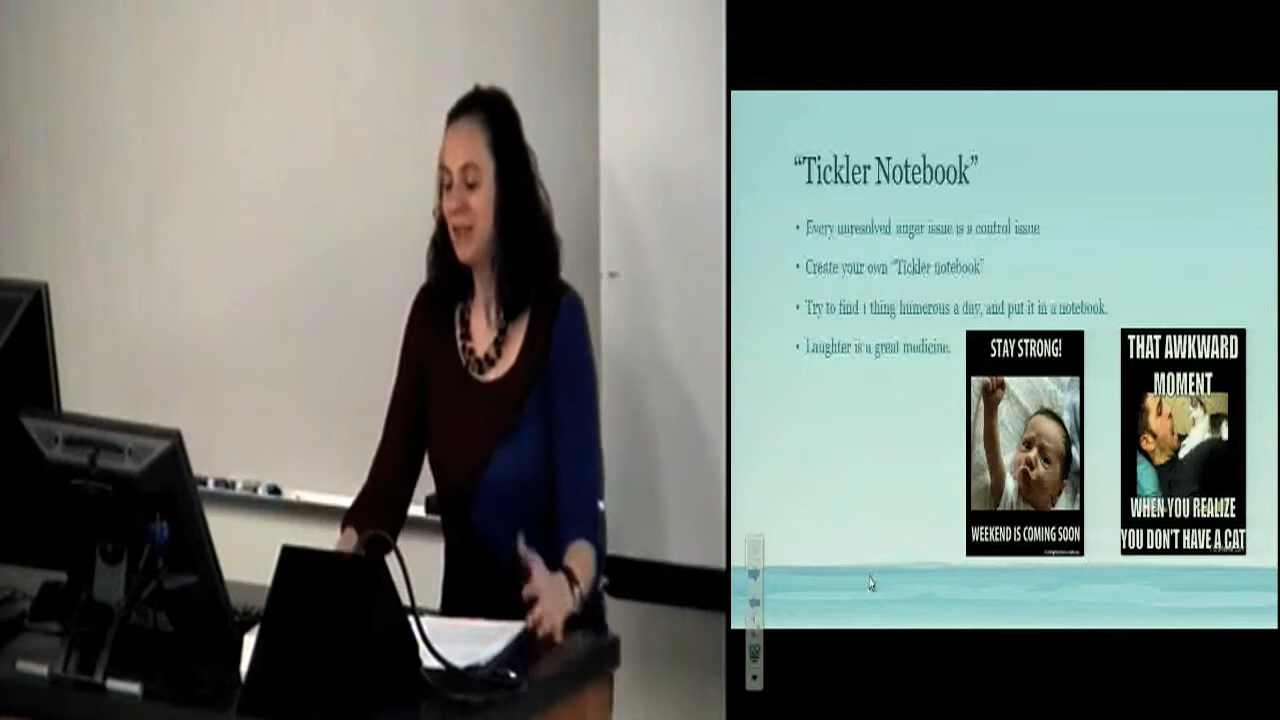 “Tickler Notebook”
• Every unresolved anger issue is a control issue
• Create your own “Tickler notebook”
• Try to find 1 thing humerous a day, and put it in a notebook.
• Laughter is a great medicine.
STAY STRONG!
WEEKEND IS COMING SOON
THAT AWKWARD
MOMENT
WHEN YOU REALIZE
YOU DON'T HAVE A CAT